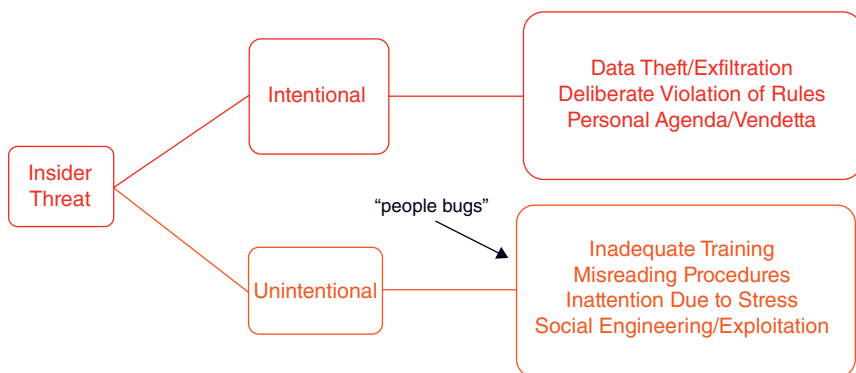 Insider
Threat
Intentional
Data Theft/Exfiltration
Deliberate Violation of Rules
Personal Agenda/Vendetta
“people bugs”
Unintentional
Inadequate Training
Misreading Procedures
Inattention Due to Stress
Social Engineering/Exploitation